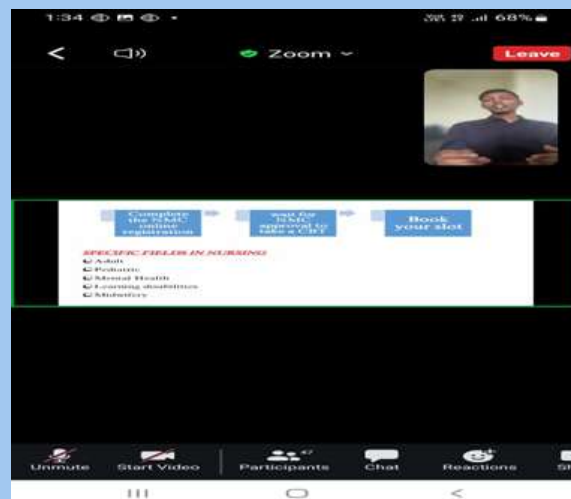 1:34
68%
Zoom
Leave
Complete
the NMC
online
registration
wait for
NMC
approval to
take a CBT
Book
your slot
SPECIFIC FIELDS IN NURSING
Adult
Pediatric
Mental Health
Learning disabilities
Midwifery
47
Unmute
Start Video
Participants
Chat
Reactions